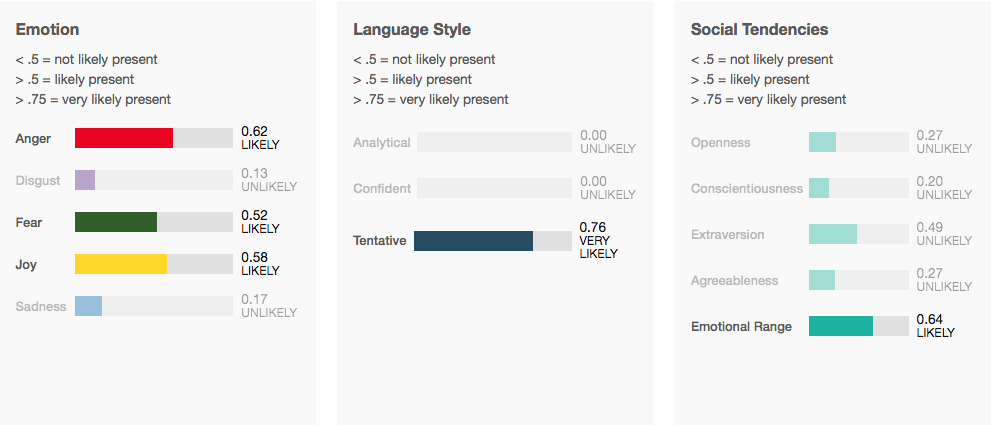 Emotion
< .5 = not likely present
> .5 = likely present
> .75 = very likely present
Anger
0.62
LIKELY
Disgust
0.13
UNLIKELY
Fear
0.52
LIKELY
Joy
0.58
LIKELY
Sadness
0.17
UNLIKELY
Language Style
< .5 = not likely present
> .5 = likely present
> .75 = very likely present
Analytical
0.00
UNLIKELY
Confident
0.00
UNLIKELY
Tentative
0.76
VERY
LIKELY
Social Tendencies
< .5 = not likely present
> .5 = likely present
> .75 = very likely present
Openness
0.27
UNLIKELY
Conscientiousness
0.20
UNLIKELY
Extraversion
0.49
UNLIKELY
Agreeableness
0.27
UNLIKELY
Emotional Range
0.64
LIKELY